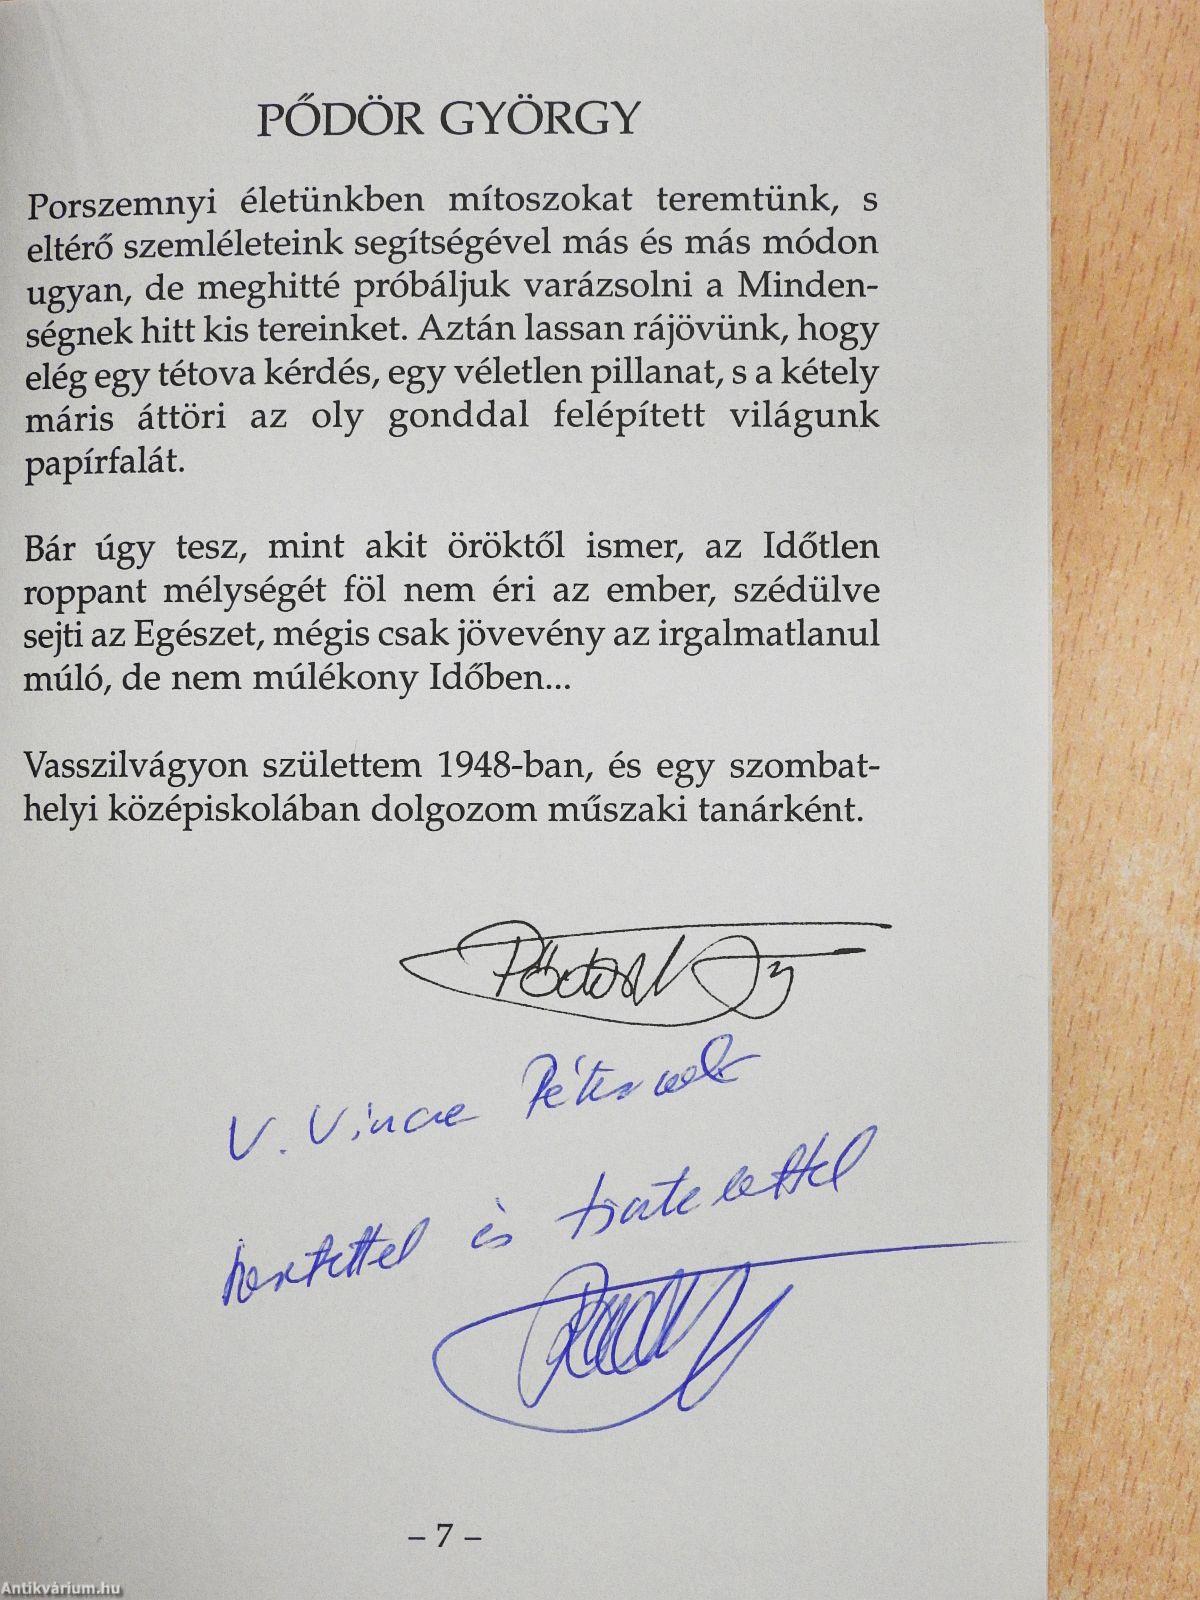 PŐDÖR GYÖRGY
Porszemnyi életünkben mítoszokat teremtünk, s
eltérő szemléleteink segítségével más és más módon
ugyan, de meghitté próbáljuk varázsolni a Minden-
ségnek hitt kis tereinket. Aztán lassan rájövünk, hogy
elég egy tétova kérdés, egy véletlen pillanat, s a kétely
máris áttöri az oly gonddal felépített világunk
papírfalát.
Bár úgy tesz, mint akit öröktől ismer, az Időtlen
roppant mélységét föl nem éri az ember, szédülve
sejti az Egészet, mégis csak jövevény az irgalmatlanul
múló, de nem múlékony Időben...
Vasszilvágyon születtem 1948-ban, és egy szombat-
helyi középiskolában dolgozom műszaki tanárként.
Pődör Gy
V. Vincze Péternek
szeretettel és tisztelettel
– 7 –
Antikvárium.hu